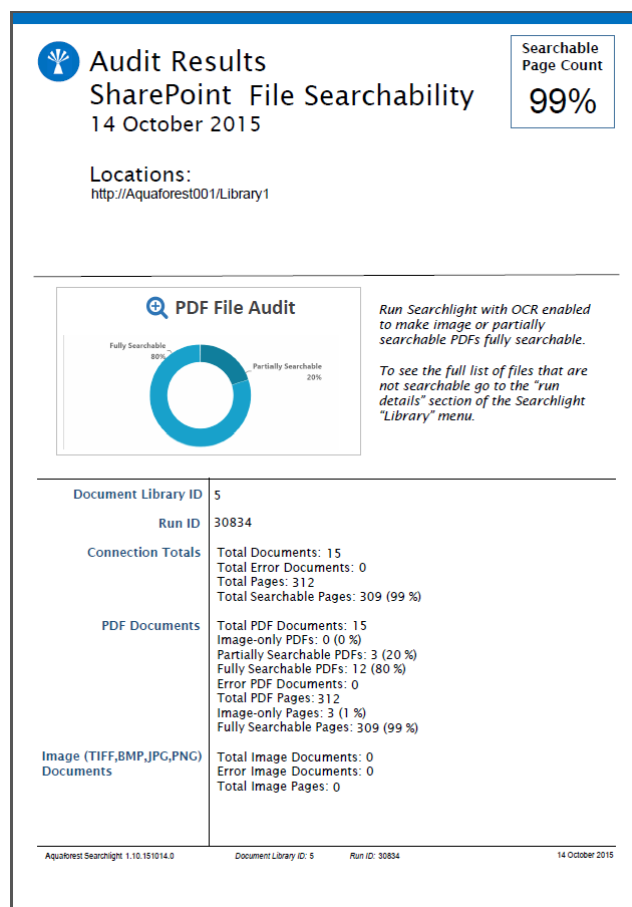 Audit Results
SharePoint File Searchability
14 October 2015
Searchable
Page Count
99%
Locations:
http://Aquaforest001/Library1
PDF File Audit
Fully Searchable
80%
Partially Searchable
20%
Run Searchlight with OCR enabled
to make image or partially
searchable PDFs fully searchable.
To see the full list of files that are
not searchable go to the “run
details” section of the Searchlight
“Library” menu.
Document Library ID 5
Run ID 30834
Connection Totals Total Documents: 15
Total Error Documents: 0
Total Pages: 312
Total Searchable Pages: 309 (99 %)
PDF Documents Total PDF Documents: 15
Image-only PDFs: 0 (0 %)
Partially Searchable PDFs: 3 (20 %)
Fully Searchable PDFs: 12 (80 %)
Error PDF Documents: 0
Total PDF Pages: 312
Image-only Pages: 3 (1 %)
Fully Searchable Pages: 309 (99 %)
Image (TIFF,BMP,JPG,PNG) Total Image Documents: 0
Documents Error Image Documents: 0
Total Image Pages: 0
Aquaforest Searchlight 1.10.151014.0 Document Library ID: 5 Run ID: 30834 14 October 2015